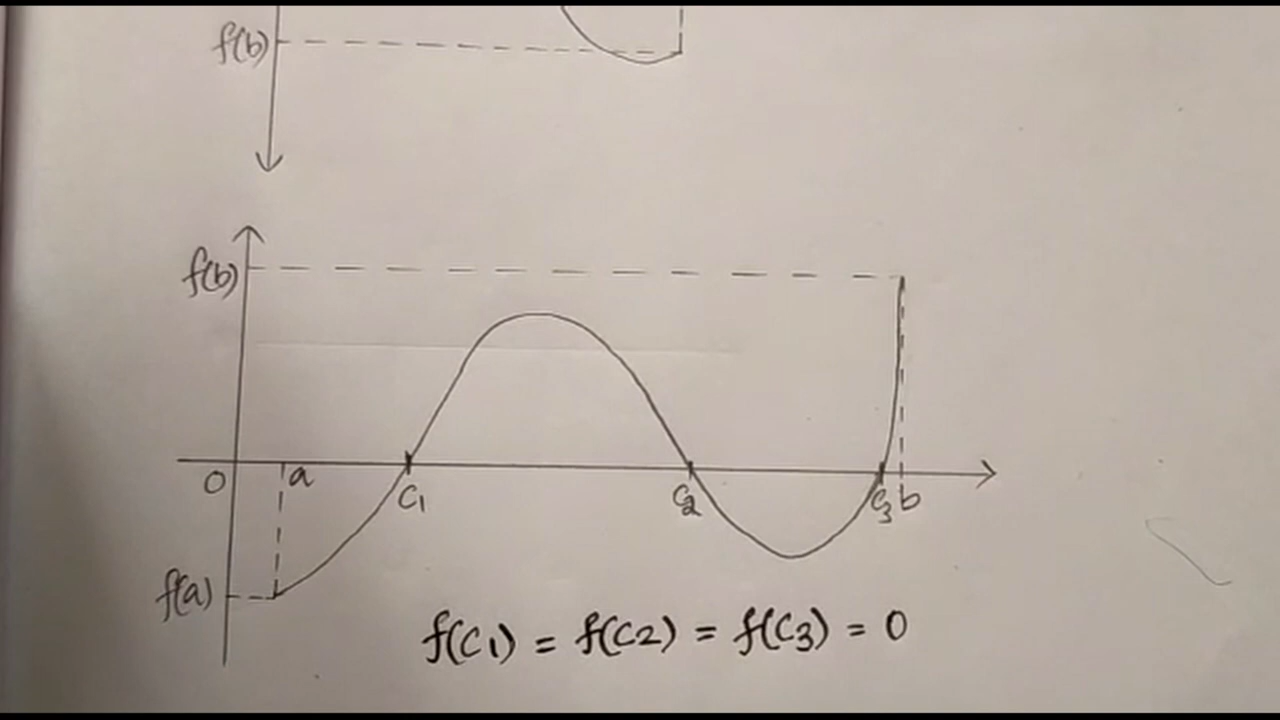 f(b)
f(b)
0 a C1 C2 C3 b
f(a)
f(C1) = f(C2) = f(C3) = 0